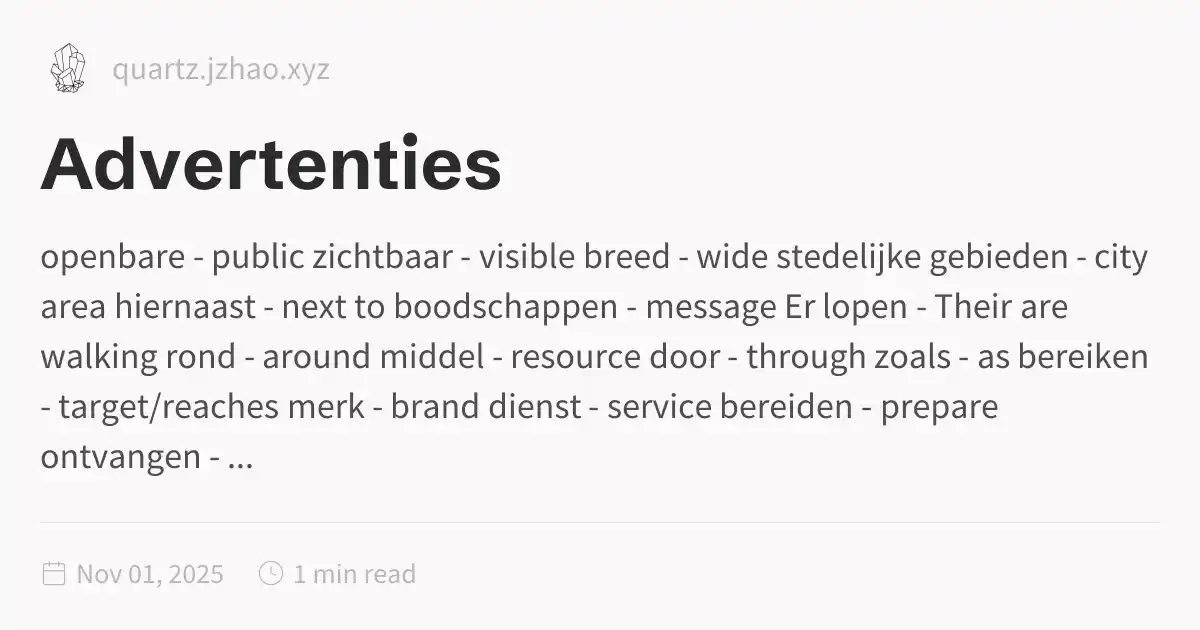 quartz.jzhao.xyz
Advertenties
openbare - public zichtbaar - visible breed - wide stedelijke gebieden - city
area hiernaast - next to boodschappen - message Er lopen - Their are
walking rond - around middel - resource door - through zoals - as bereiken
- target/reaches merk - brand dienst - service bereiden - prepare
ontvangen - ...
Nov 01, 2025 1 min read